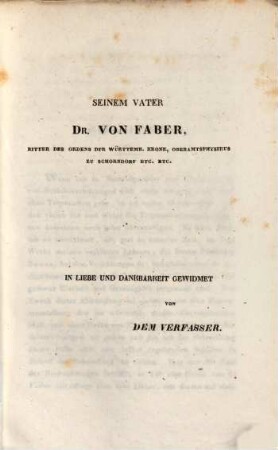 SEINEM VATER
DR. VON FABER,
RITTER DES ORDENS DER WÜRTTEMB. KRONE, OBERAMTSPHYSIKUS
ZU SCHORNDORF ETC. ETC.
IN LIEBE UND DANKBARKEIT GEWIDMET
VON
DEM VERFASSER.